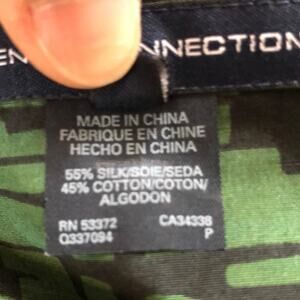 EN
NNECTION
MADE IN CHINA
FABRIQUE EN CHINE
HECHO EN CHINA
55% SILK/SOIE/SEDA
45% COTTON/COTON/
ALGODON
RN 53372 CA34338
Q337094 P